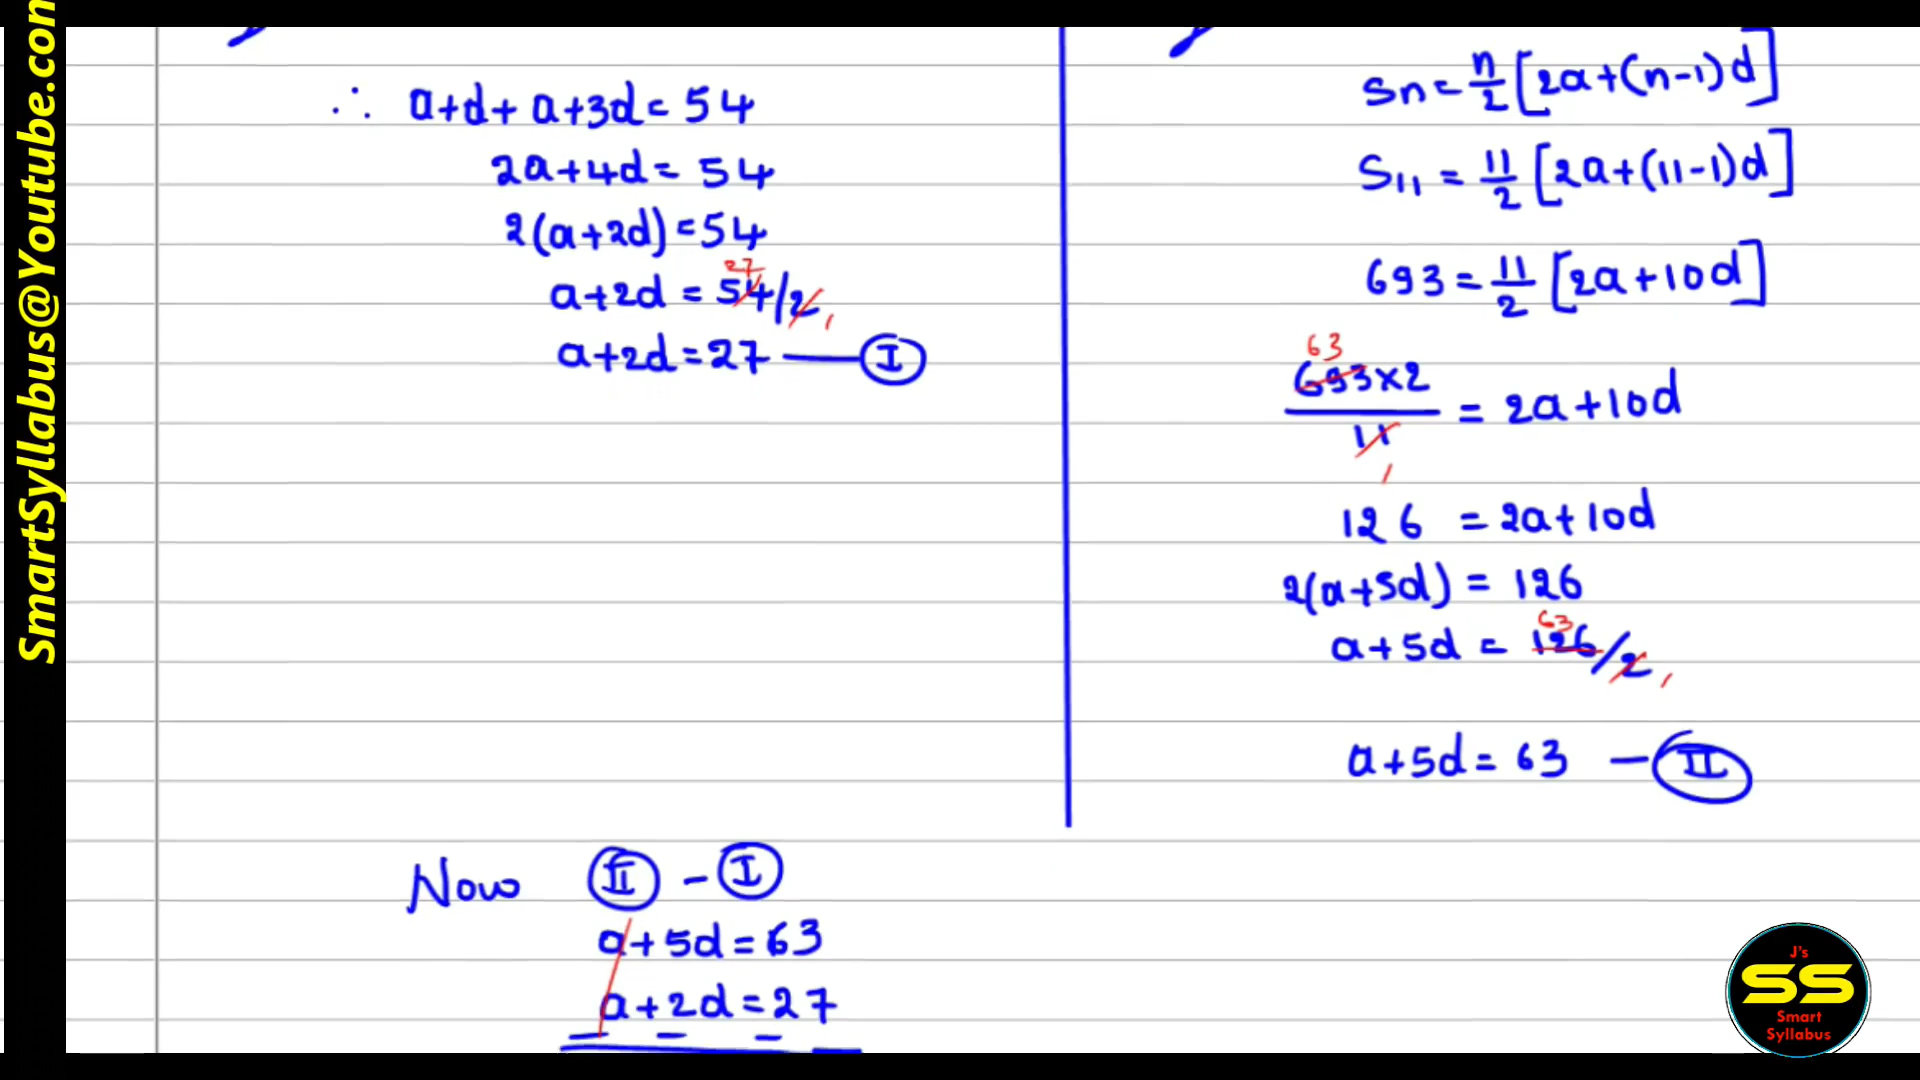 SmartSyllabus@Youtube.com
∴ a+d+a+3d=54
2a+4d=54
2(a+2d)=54
27
a+2d=54/2,
a+2d=27 — I
Sn=n/2[2a+(n-1)d]
S11=11/2[2a+(11-1)d]
693=11/2[2a+10d]
63
693x2/11=2a+10d
1
126=2a+10d
2(a+5d)=126
63
a+5d=126/2,
a+5d=63 — II
Now II - I
a+5d=63
a+2d=27
- - -
J's
SS
Smart
Syllabus